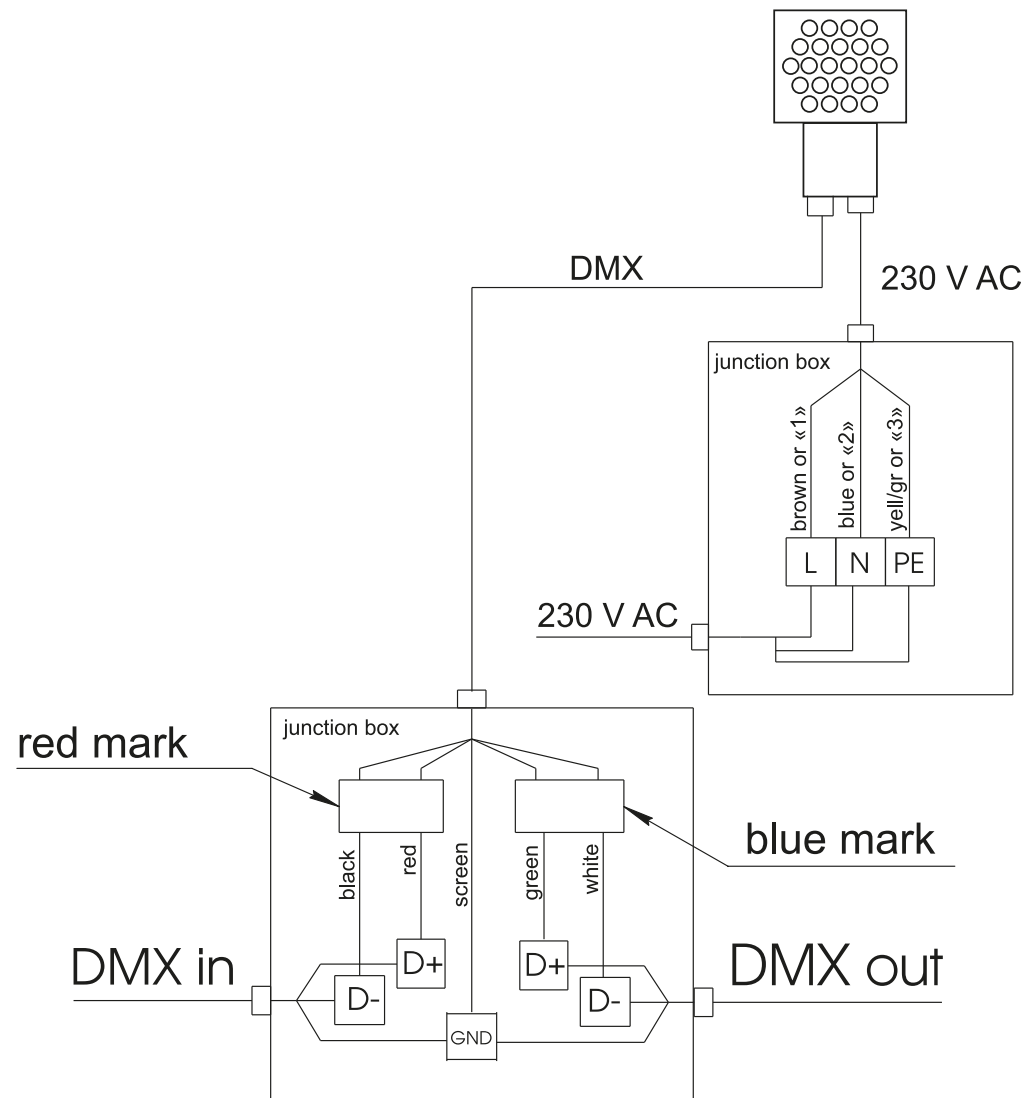 DMX
230 V AC
junction box
brown or «1»
blue or «2»
yell/gr or «3»
L N PE
230 V AC
junction box
red mark
blue mark
black
red
screen
green
white
DMX in
D+
D-
GND
D+
D-
DMX out